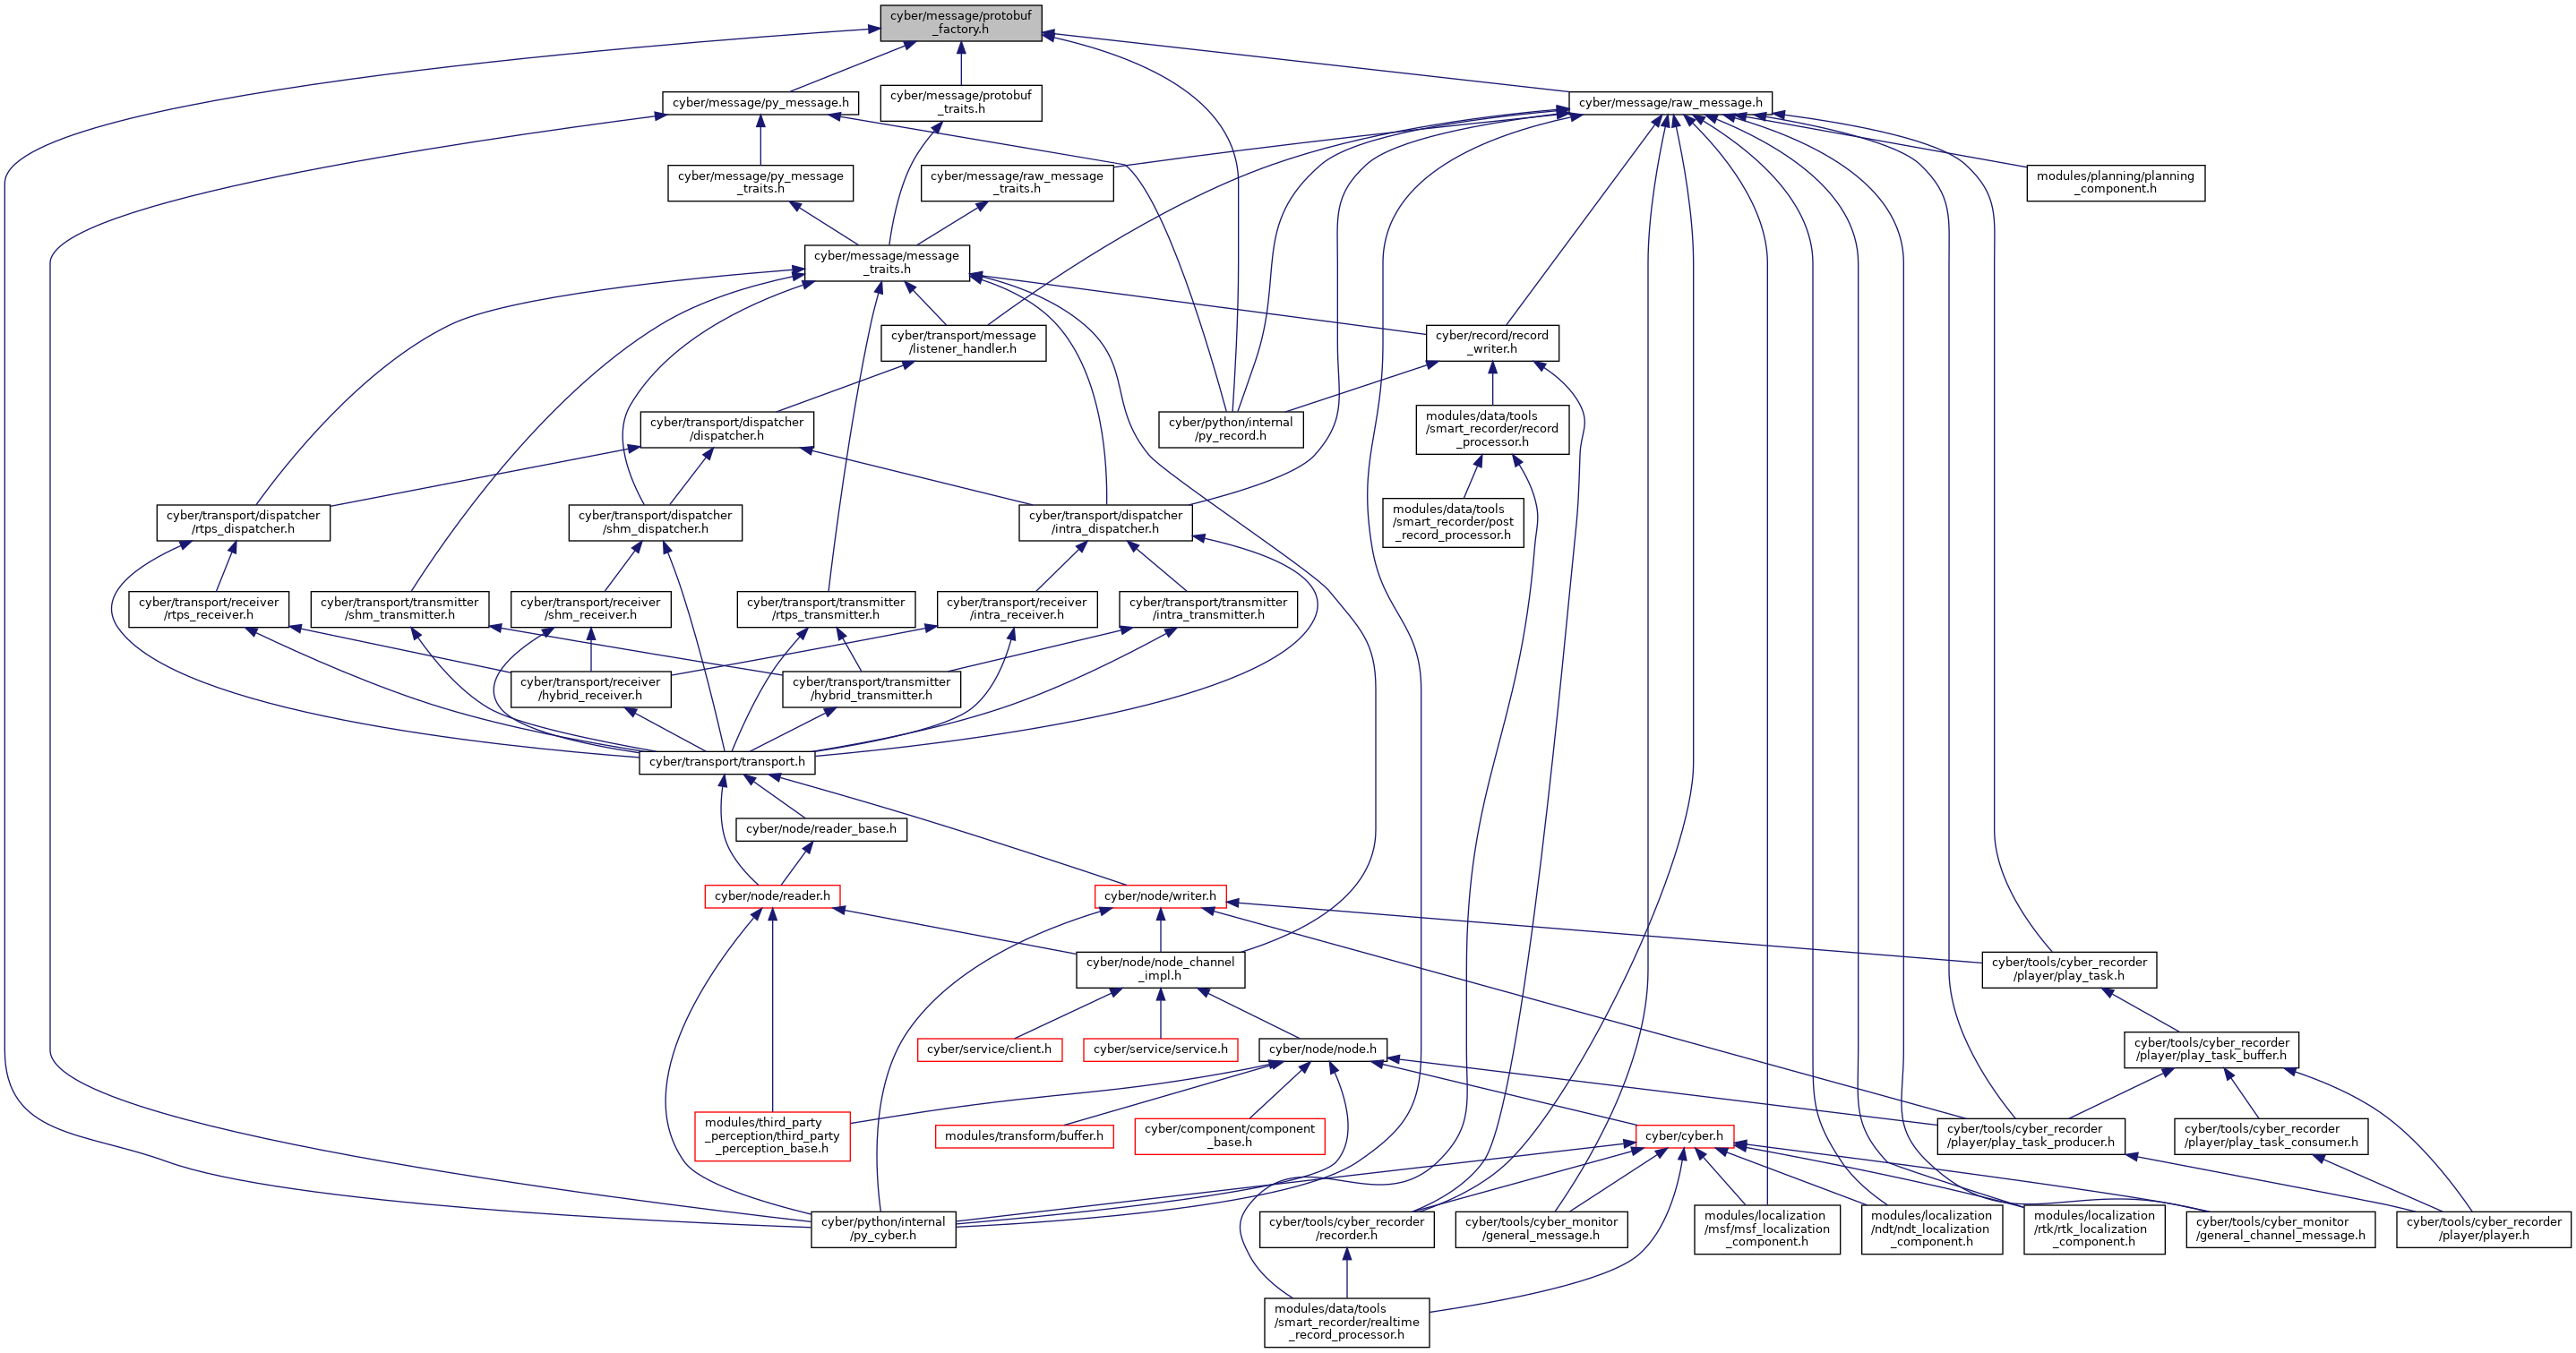 cyber/message/protobuf
_factory.h
cyber/message/py_message.h
cyber/message/protobuf
_traits.h
cyber/message/raw_message.h
cyber/message/py_message
_traits.h
cyber/message/raw_message
_traits.h
modules/planning/planning
_component.h
cyber/message/message
_traits.h
cyber/transport/message
/listener_handler.h
cyber/record/record
_writer.h
cyber/transport/dispatcher
/dispatcher.h
cyber/python/internal
/py_record.h
modules/data/tools
/smart_recorder/record
_processor.h
cyber/transport/dispatcher
/rtps_dispatcher.h
cyber/transport/dispatcher
/shm_dispatcher.h
cyber/transport/dispatcher
/intra_dispatcher.h
modules/data/tools
/smart_recorder/post
_record_processor.h
cyber/transport/receiver
/rtps_receiver.h
cyber/transport/transmitter
/shm_transmitter.h
cyber/transport/receiver
/shm_receiver.h
cyber/transport/transmitter
/rtps_transmitter.h
cyber/transport/receiver
/intra_receiver.h
cyber/transport/transmitter
/intra_transmitter.h
cyber/transport/receiver
/hybrid_receiver.h
cyber/transport/transmitter
/hybrid_transmitter.h
cyber/transport/transport.h
cyber/node/reader_base.h
cyber/node/reader.h
cyber/node/writer.h
cyber/node/node_channel
_impl.h
cyber/tools/cyber_recorder
/player/play_task.h
cyber/service/client.h
cyber/service/service.h
cyber/node/node.h
cyber/tools/cyber_recorder
/player/play_task_buffer.h
modules/third_party
_perception/third_party
_perception_base.h
modules/transform/buffer.h
cyber/component/component
_base.h
cyber/cyber.h
cyber/tools/cyber_recorder
/player/play_task_producer.h
cyber/tools/cyber_recorder
/player/play_task_consumer.h
cyber/python/internal
/py_cyber.h
cyber/tools/cyber_recorder
/recorder.h
cyber/tools/cyber_monitor
/general_message.h
modules/localization
/msf/msf_localization
_component.h
modules/localization
/ndt/ndt_localization
_component.h
modules/localization
/rtk/rtk_localization
_component.h
cyber/tools/cyber_monitor
/general_channel_message.h
cyber/tools/cyber_recorder
/player/player.h
modules/data/tools
/smart_recorder/realtime
_record_processor.h